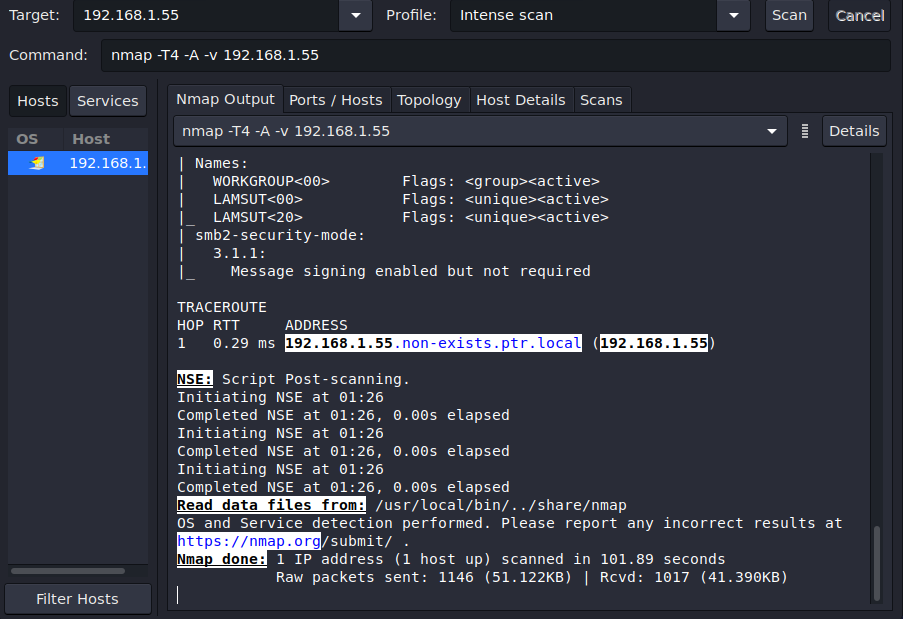 Target: 192.168.1.55 Profile: Intense scan Scan Cancel
Command: nmap -T4 -A -v 192.168.1.55
Hosts Services Nmap Output Ports / Hosts Topology Host Details Scans
OS Host nmap -T4 -A -v 192.168.1.55 Details
192.168.1.
| Names:
|   WORKGROUP<00>        Flags: <group><active>
|   LAMSUT<00>           Flags: <unique><active>
|_  LAMSUT<20>           Flags: <unique><active>
| smb2-security-mode:
|   3.1.1:
|_    Message signing enabled but not required
TRACEROUTE
HOP RTT     ADDRESS
1   0.29 ms 192.168.1.55.non-exists.ptr.local (192.168.1.55)
NSE: Script Post-scanning.
Initiating NSE at 01:26
Completed NSE at 01:26, 0.00s elapsed
Initiating NSE at 01:26
Completed NSE at 01:26, 0.00s elapsed
Initiating NSE at 01:26
Completed NSE at 01:26, 0.00s elapsed
Read data files from: /usr/local/bin/../share/nmap
OS and Service detection performed. Please report any incorrect results at
https://nmap.org/submit/ .
Nmap done: 1 IP address (1 host up) scanned in 101.89 seconds
Raw packets sent: 1146 (51.122KB) | Rcvd: 1017 (41.390KB)
Filter Hosts